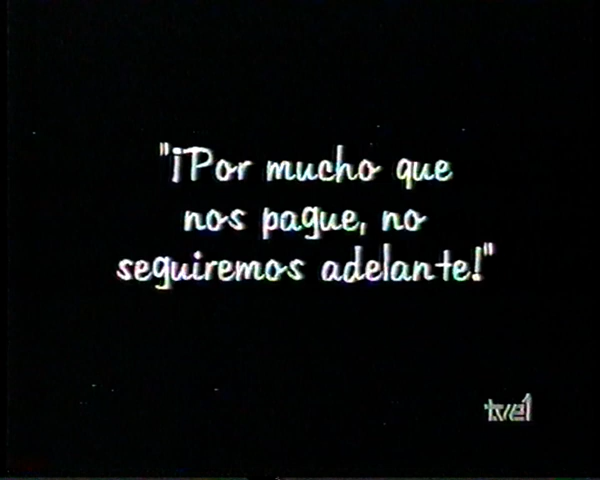 "¡Por mucho que
nos pague, no
seguiremos adelante!"
tve1